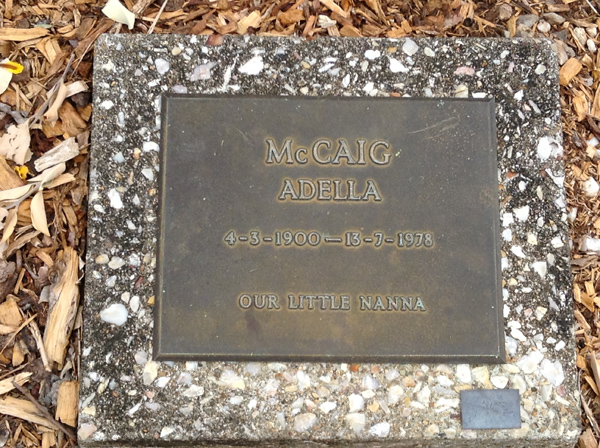 McCAIG
ADELLA
4-3-1900 — 13-7-1978
OUR LITTLE NANNA